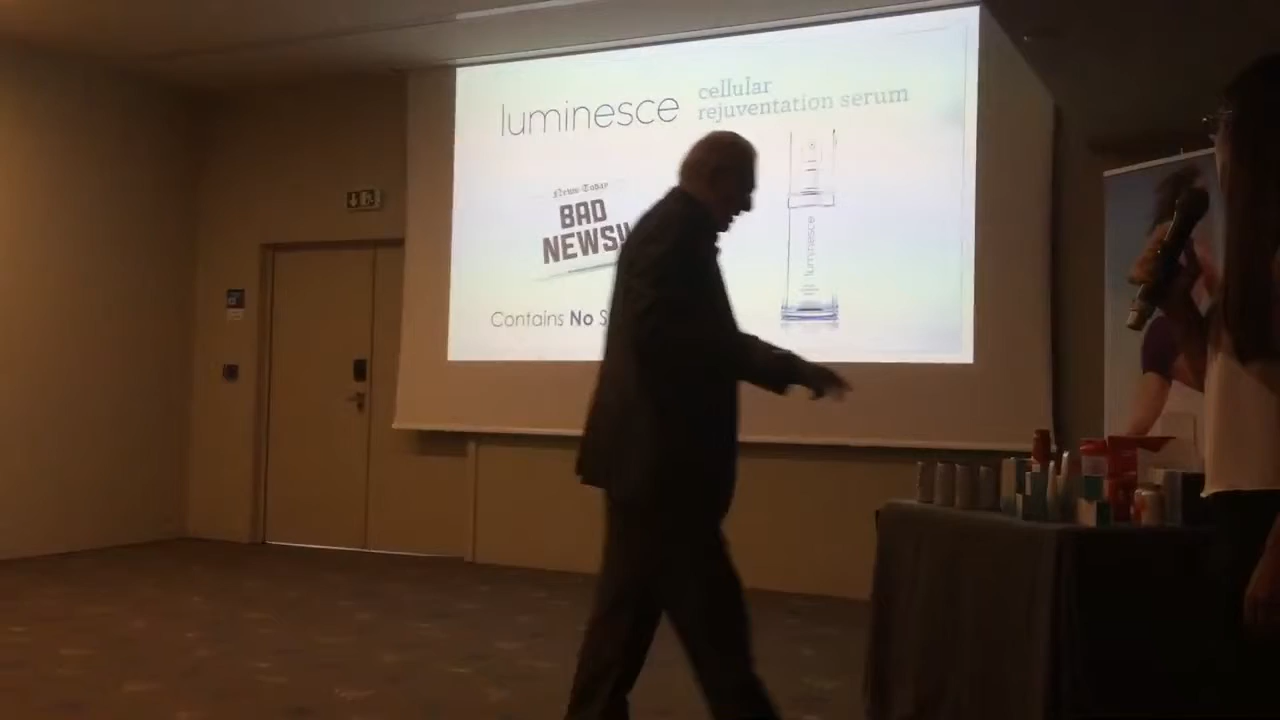 luminesce
cellular
rejuventation serum
News-Today
BAD
NEWS!!
luminesce
Contains No S